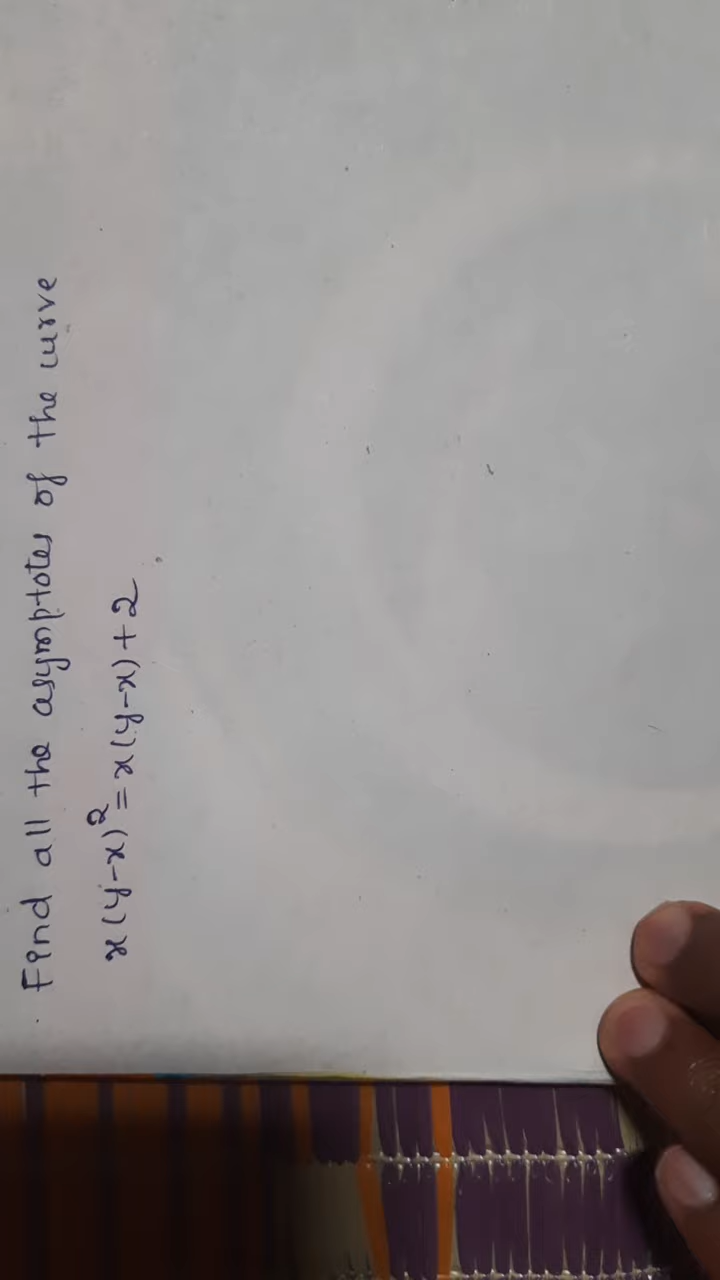 Find all the asymptotes of the curve
x(y-x)²=x(y-x)+2